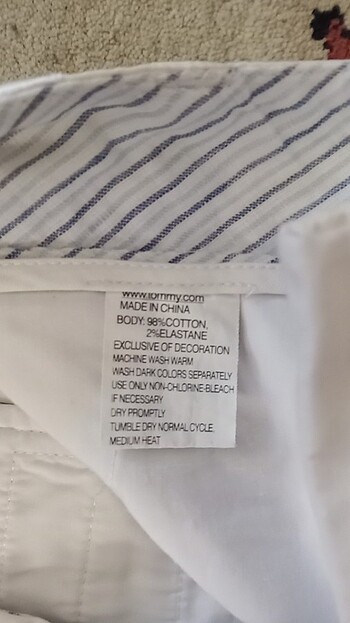 www.tommy.com
MADE IN CHINA
BODY: 98%COTTON,
2%ELASTANE
EXCLUSIVE OF DECORATION
MACHINE WASH WARM
WASH DARK COLORS SEPARATELY
USE ONLY NON-CHLORINE-BLEACH
IF NECESSARY
DRY PROMPTLY
TUMBLE DRY NORMAL CYCLE,
MEDIUM HEAT